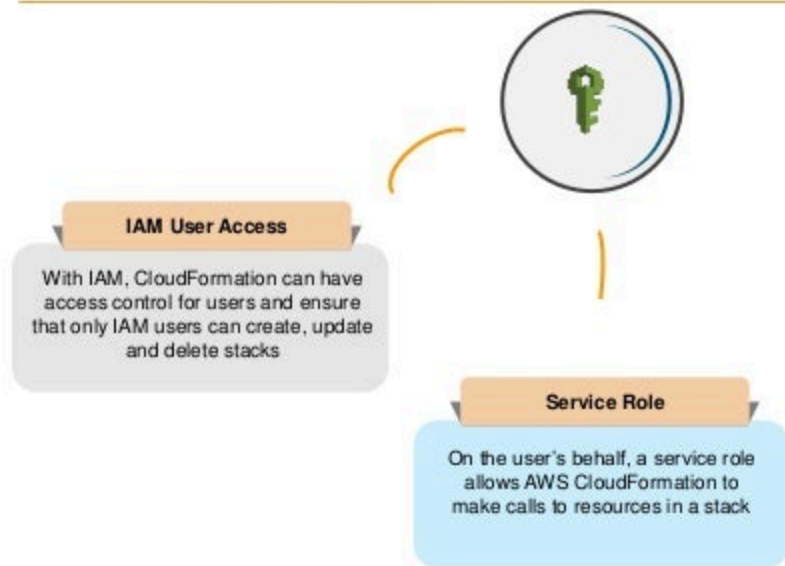 IAM User Access
With IAM, CloudFormation can have
access control for users and ensure
that only IAM users can create, update
and delete stacks
Service Role
On the user's behalf, a service role
allows AWS CloudFormation to
make calls to resources in a stack